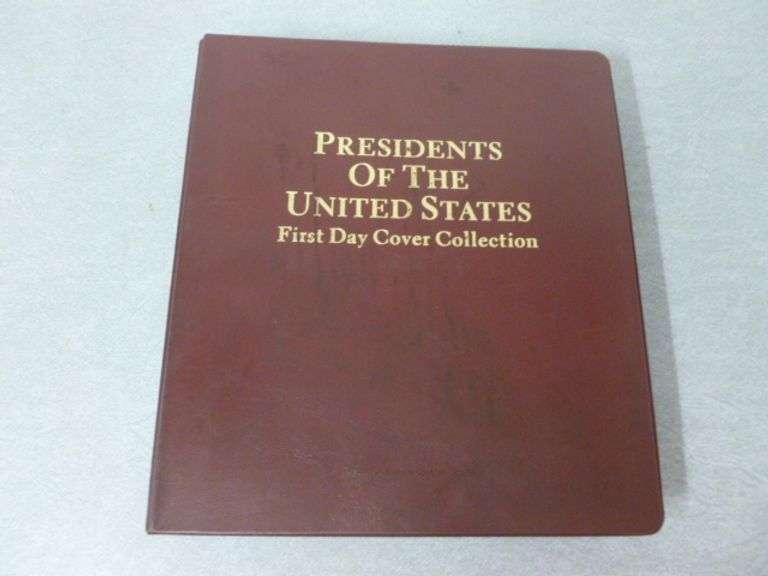 PRESIDENTS
OF THE
UNITED STATES
First Day Cover Collection